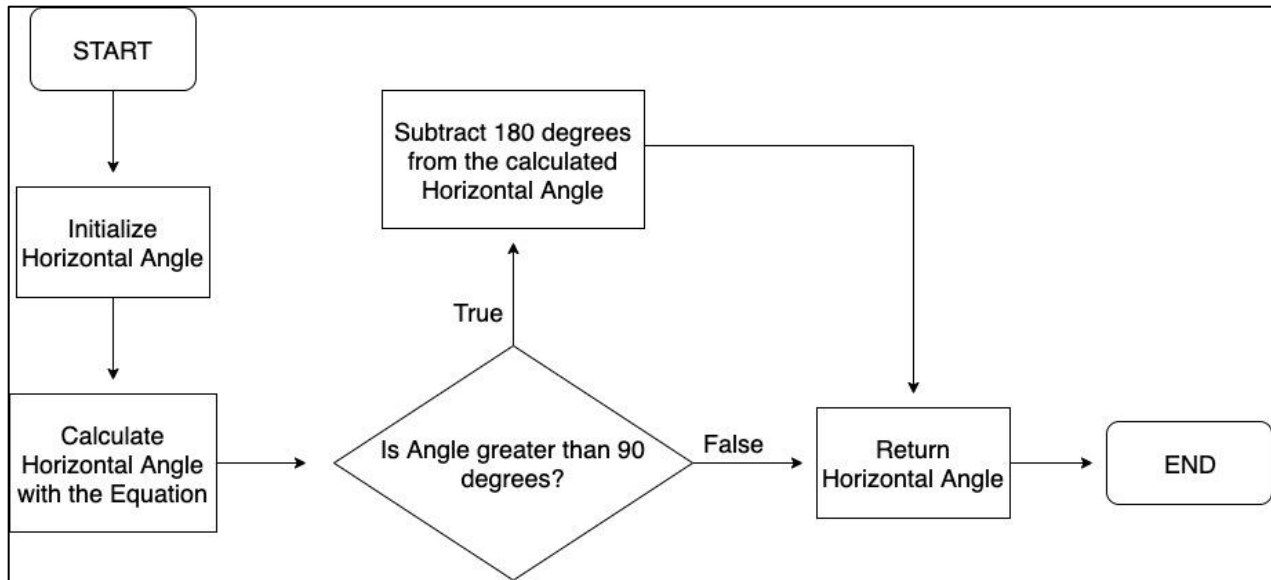 START
Initialize
Horizontal Angle
Calculate
Horizontal Angle
with the Equation
Is Angle greater than 90
degrees?
True
Subtract 180 degrees
from the calculated
Horizontal Angle
False
Return
Horizontal Angle
END